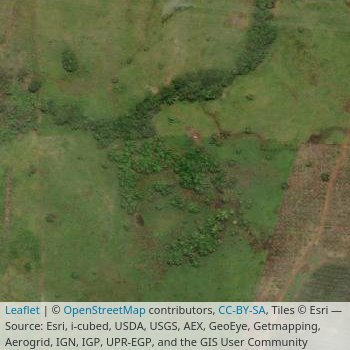 Leaflet | © OpenStreetMap contributors, CC-BY-SA, Tiles © Esri —
Source: Esri, i-cubed, USDA, USGS, AEX, GeoEye, Getmapping,
Aerogrid, IGN, IGP, UPR-EGP, and the GIS User Community